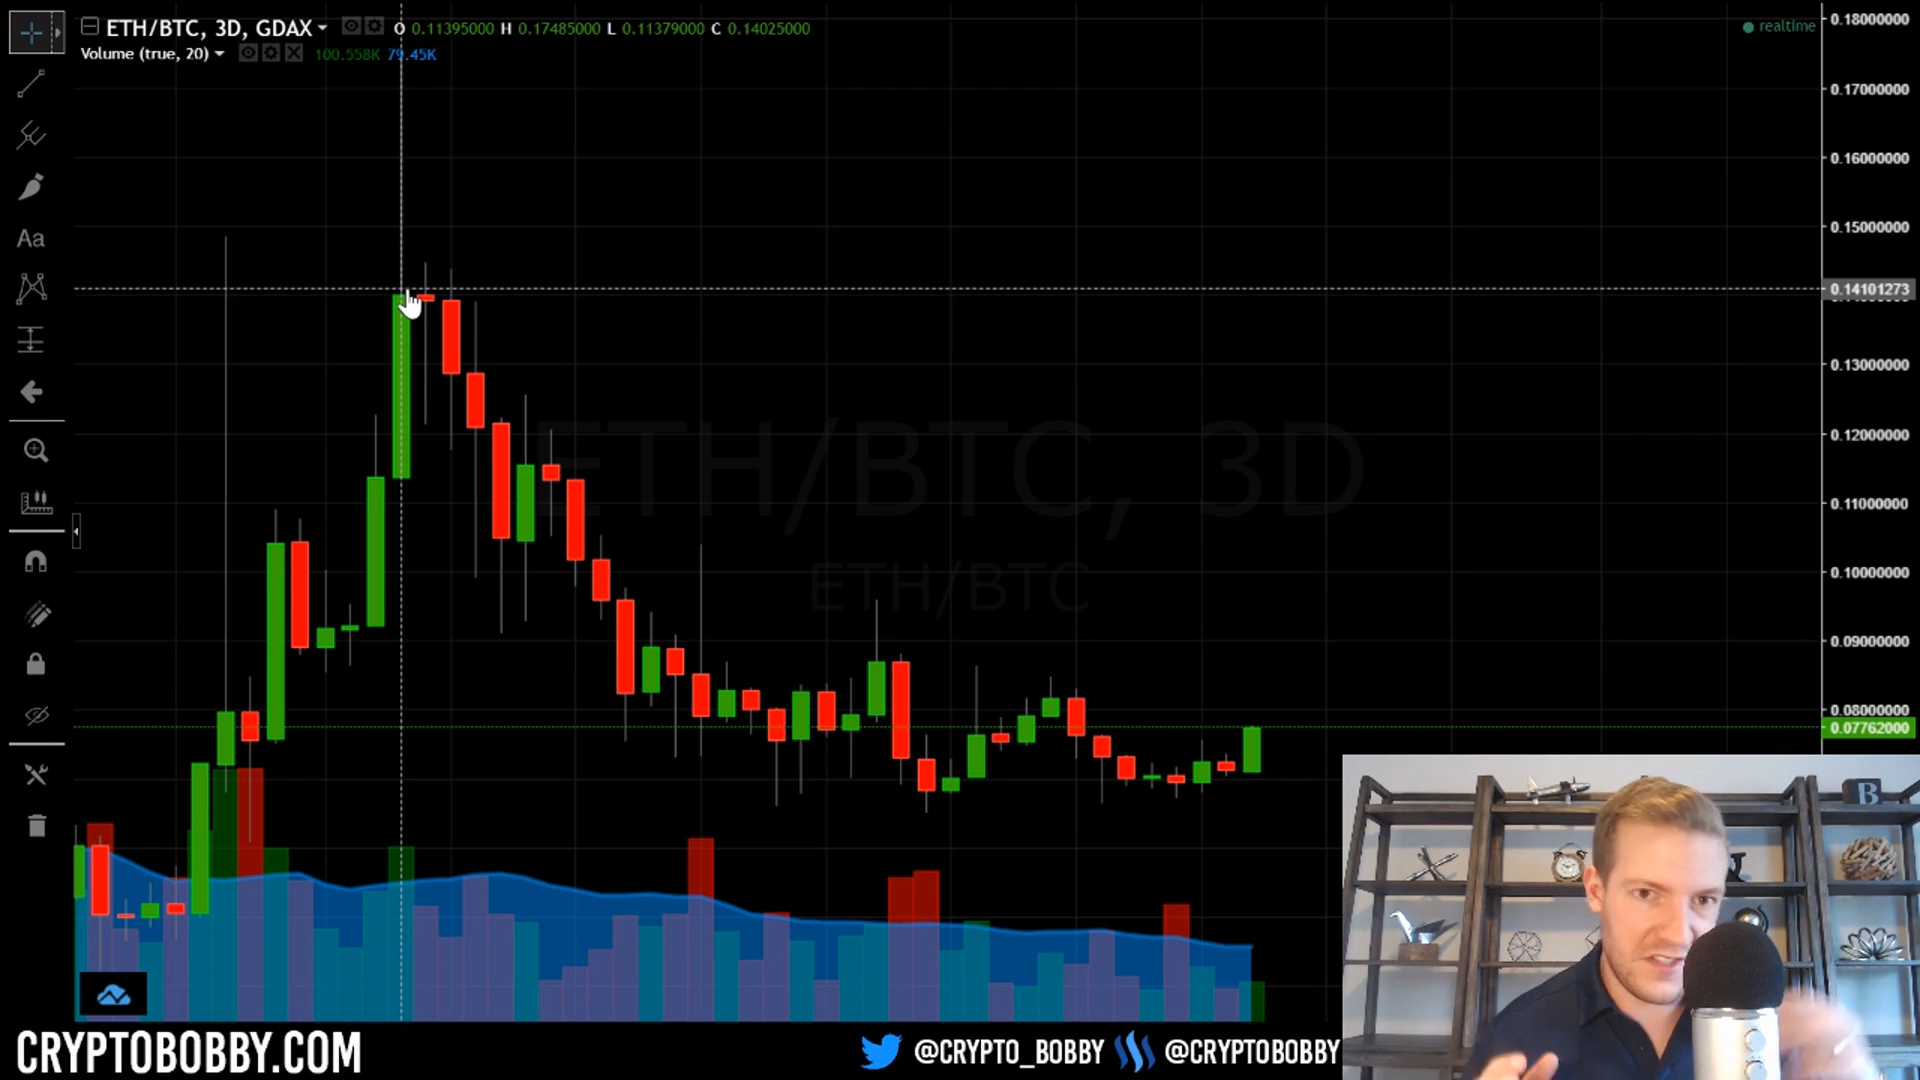 ETH/BTC, 3D, GDAX O 0.11395000 H 0.17485000 L 0.11379000 C 0.14025000
Volume (true, 20) 100.558K 79.45K
realtime
0.18000000
0.17000000
0.16000000
0.15000000
0.14101273
0.13000000
0.12000000
0.11000000
0.10000000
0.09000000
0.08000000
0.07762000
Aa
ETH/BTC, 3D
ETH/BTC
B
CRYPTOBOBBY.COM
@CRYPTO_BOBBY @CRYPTOBOBBY